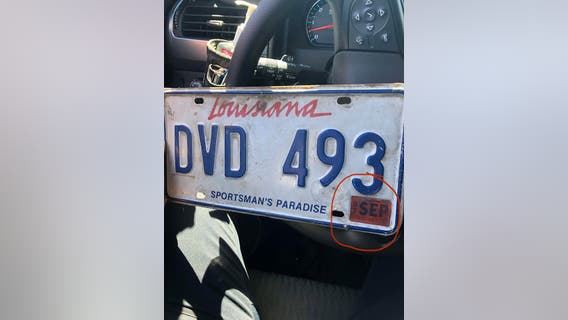 Louisiana
DVD 493
SPORTSMAN'S PARADISE
SEP